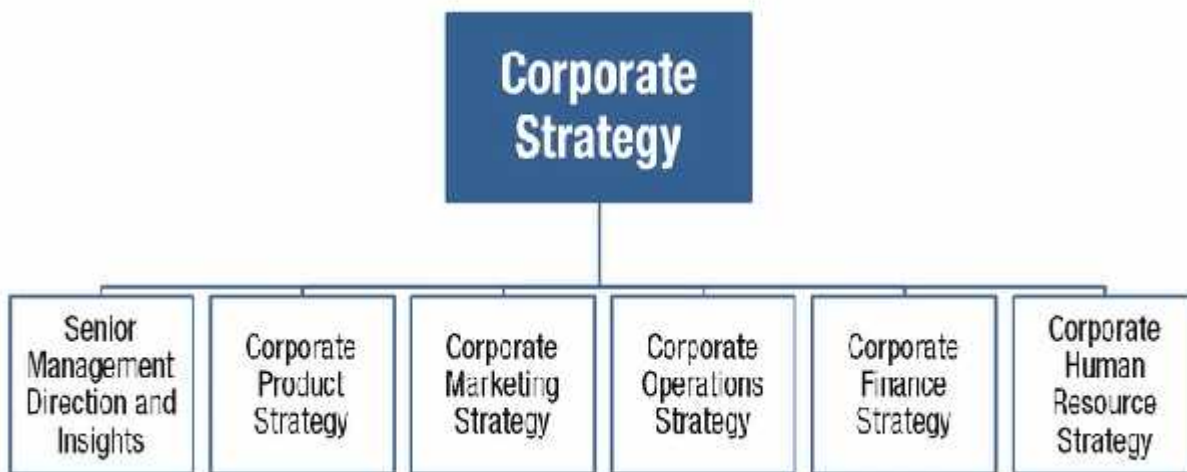 Corporate
Strategy
Senior
Management
Direction and
Insights
Corporate
Product
Strategy
Corporate
Marketing
Strategy
Corporate
Operations
Strategy
Corporate
Finance
Strategy
Corporate
Human
Resource
Strategy